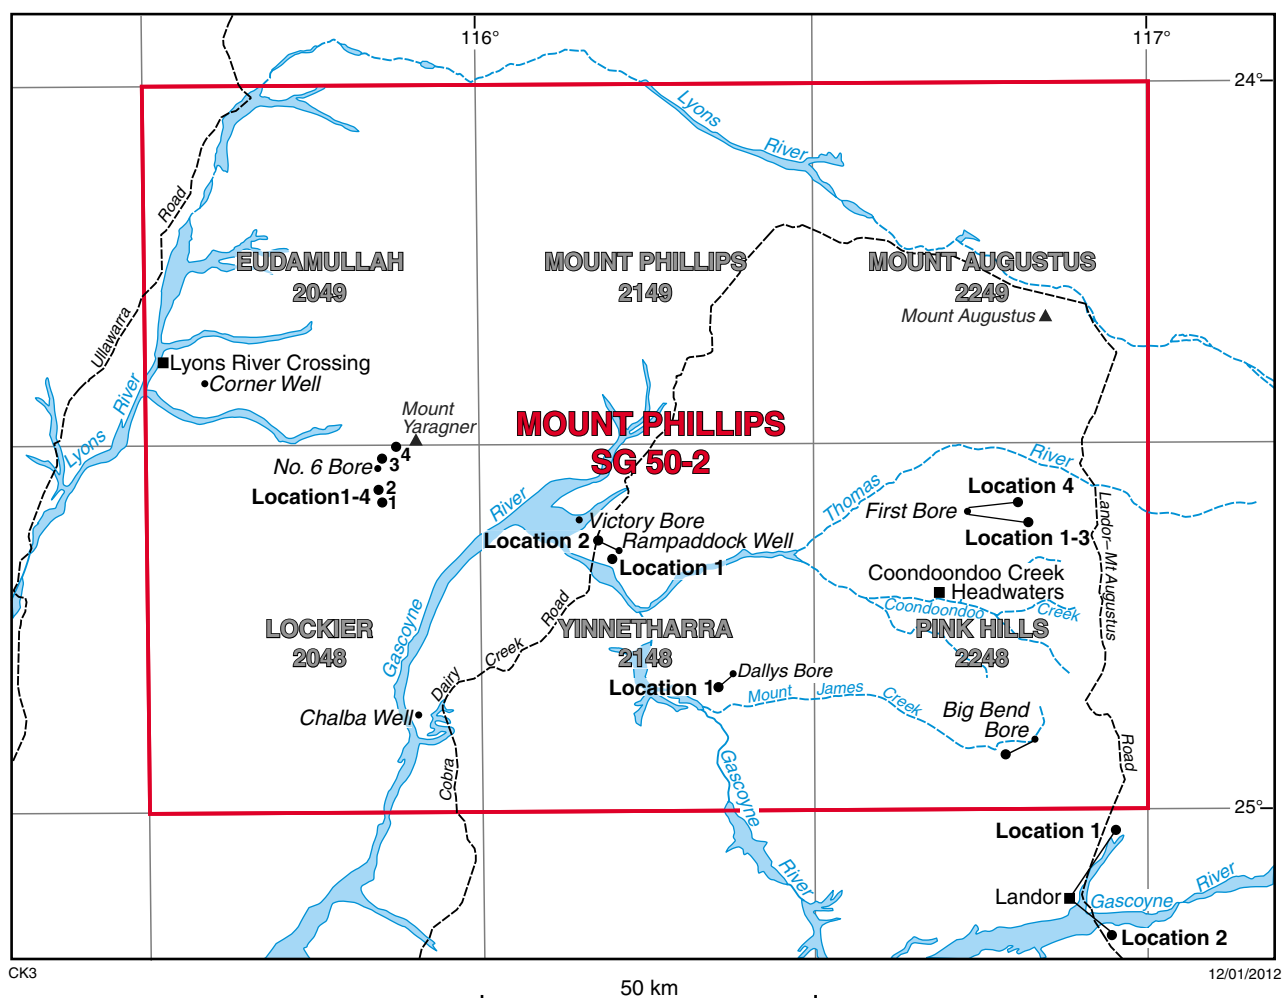 116°
117°
24°
Lyons
River
Road
EUDAMULLAH
2049
MOUNT PHILLIPS
2149
MOUNT AUGUSTUS
2249
Mount Augustus
Ullawarra
Lyons River Crossing
Corner Well
River
Lyons
Mount
Yaragner
MOUNT PHILLIPS
SG 50-2
4
3
No. 6 Bore
2
Location1-4
1
River
Victory Bore
Location 2
Rampaddock Well
Location 1
Thomas
River
Location 4
First Bore
Location 1-3
Landor–Mt Augustus
Coondoondoo Creek
Headwaters
Coondoondoo
Creek
Gascoyne
Road
LOCKIER
2048
Creek
YINNETHARRA
2148
PINK HILLS
2248
Dairy
Dallys Bore
Location 1
Mount
James
Creek
Chalba Well
Big Bend
Bore
Road
Cobra
Gascoyne
25°
Location 1
River
Landor
Gascoyne
River
Location 2
CK3
12/01/2012
50 km